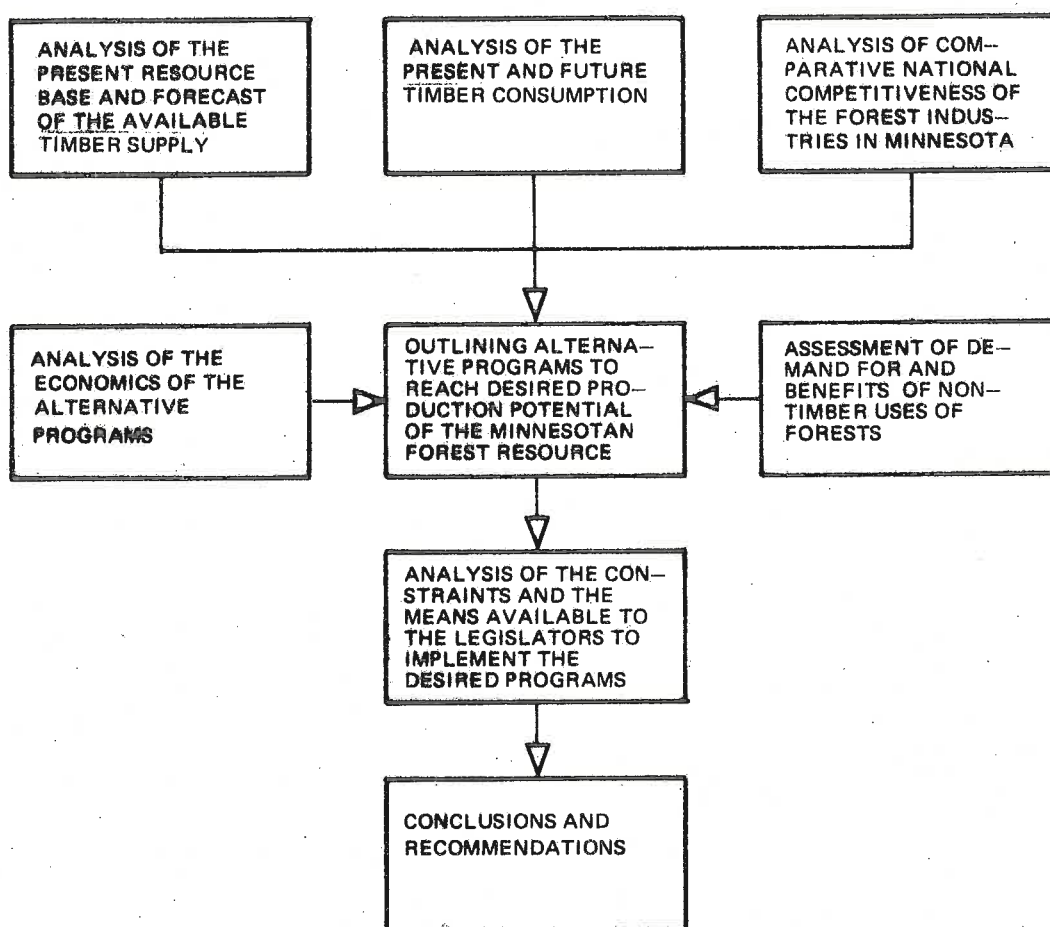 ANALYSIS OF THE
PRESENT RESOURCE
BASE AND FORECAST
OF THE AVAILABLE
TIMBER SUPPLY
ANALYSIS OF THE
PRESENT AND FUTURE
TIMBER CONSUMPTION
ANALYSIS OF COM–
PARATIVE NATIONAL
COMPETITIVENESS OF
THE FOREST INDUS–
TRIES IN MINNESOTA
ANALYSIS OF THE
ECONOMICS OF THE
ALTERNATIVE
PROGRAMS
OUTLINING ALTERNA–
TIVE PROGRAMS TO
REACH DESIRED PRO–
DUCTION POTENTIAL
OF THE MINNESOTAN
FOREST RESOURCE
ASSESSMENT OF DE–
MAND FOR AND
BENEFITS OF NON–
TIMBER USES OF
FORESTS
ANALYSIS OF THE CON–
STRAINTS AND THE
MEANS AVAILABLE TO
THE LEGISLATORS TO
IMPLEMENT THE
DESIRED PROGRAMS
CONCLUSIONS AND
RECOMMENDATIONS